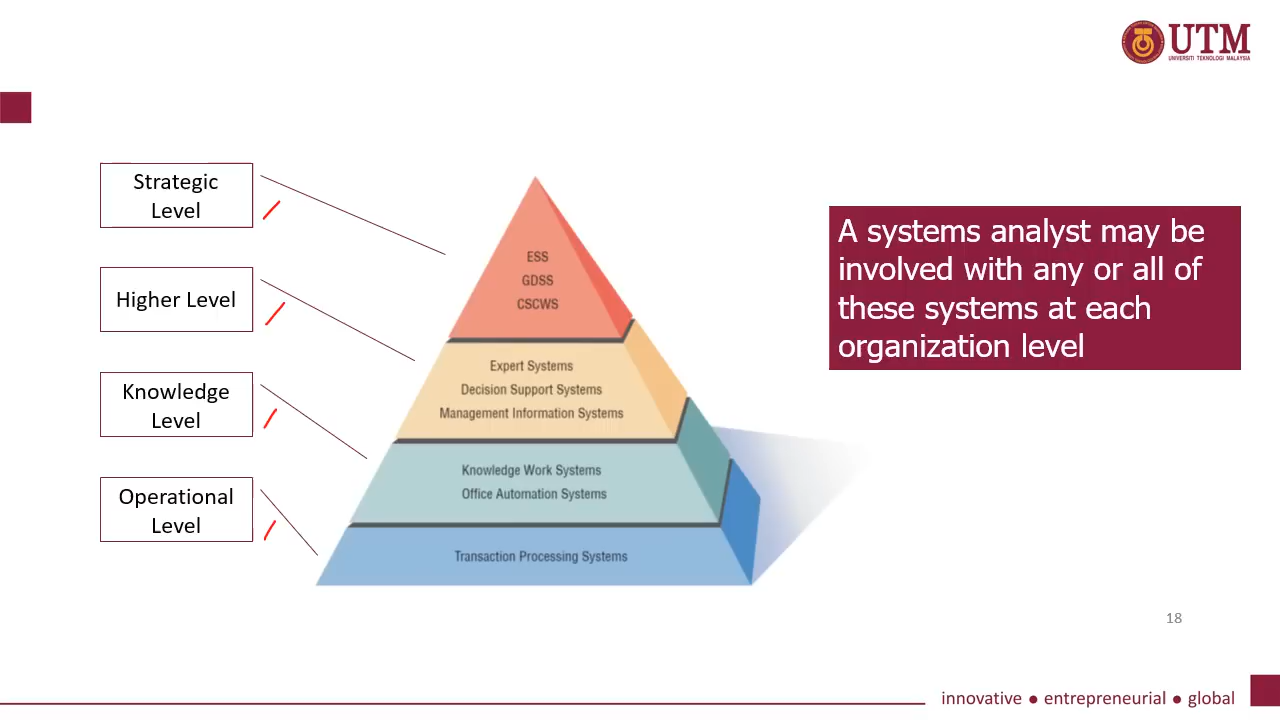 UTM
UNIVERSITI TEKNOLOGI MALAYSIA
Strategic
Level
Higher Level
Knowledge
Level
Operational
Level
ESS
GDSS
CSCWS
Expert Systems
Decision Support Systems
Management Information Systems
Knowledge Work Systems
Office Automation Systems
Transaction Processing Systems
A systems analyst may be
involved with any or all of
these systems at each
organization level
18
innovative ● entrepreneurial ● global